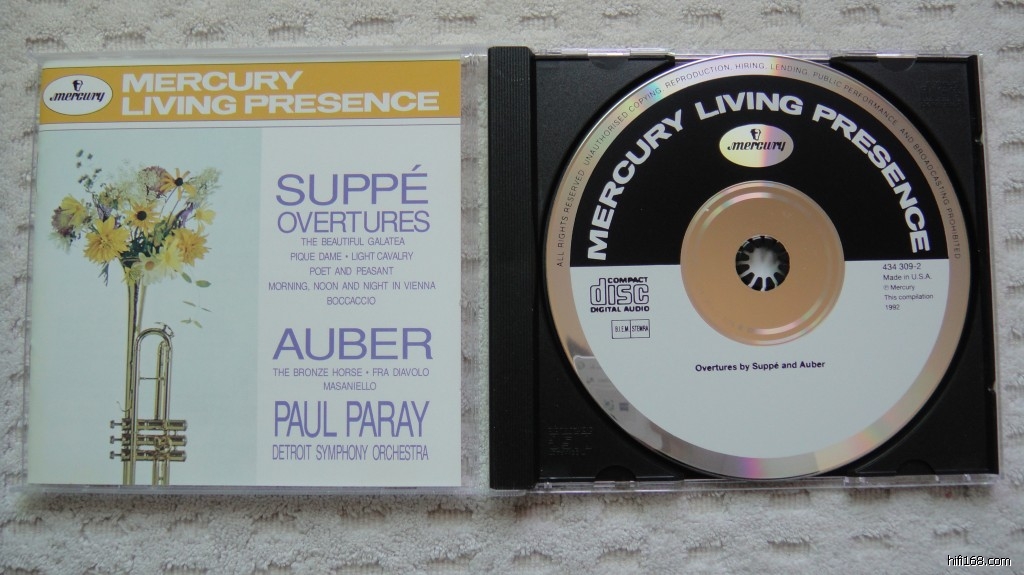 mercury
MERCURY
LIVING PRESENCE
SUPPÉ
OVERTURES
THE BEAUTIFUL GALATEA
PIQUE DAME • LIGHT CAVALRY
POET AND PEASANT
MORNING, NOON AND NIGHT IN VIENNA
BOCCACCIO
AUBER
THE BRONZE HORSE • FRA DIAVOLO
MASANIELLO
PAUL PARAY
DETROIT SYMPHONY ORCHESTRA
ALL RIGHTS RESERVED. UNAUTHORISED COPYING, REPRODUCTION, HIRING, LENDING, PUBLIC PERFORMANCE AND BROADCASTING PROHIBITED
MERCURY LIVING PRESENCE
mercury
COMPACT
disc
DIGITAL AUDIO
B.I.E.M. STEMRA
434 309-2
Made in U.S.A.
℗ Mercury
This compilation
1992
Overtures by Suppé and Auber
hifi168.com